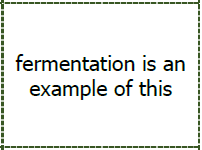 fermentation is an
example of this